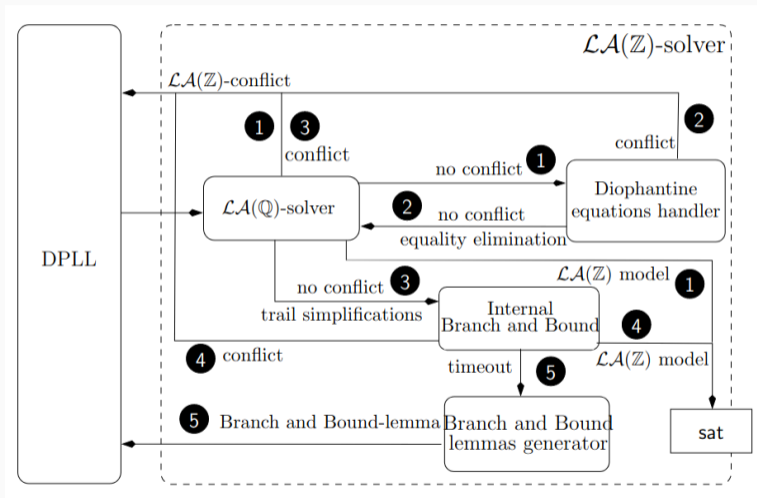 ℒ𝒜(ℤ)-solver
ℒ𝒜(ℤ)-conflict
1
3
2
conflict
conflict
no conflict
1
Diophantine
equations handler
ℒ𝒜(ℚ)-solver
2
no conflict
equality elimination
DPLL
ℒ𝒜(ℤ) model
1
no conflict
3
trail simplifications
Internal
Branch and Bound
4
4
conflict
ℒ𝒜(ℤ) model
timeout
5
5
Branch and Bound-lemma
Branch and Bound
lemmas generator
sat